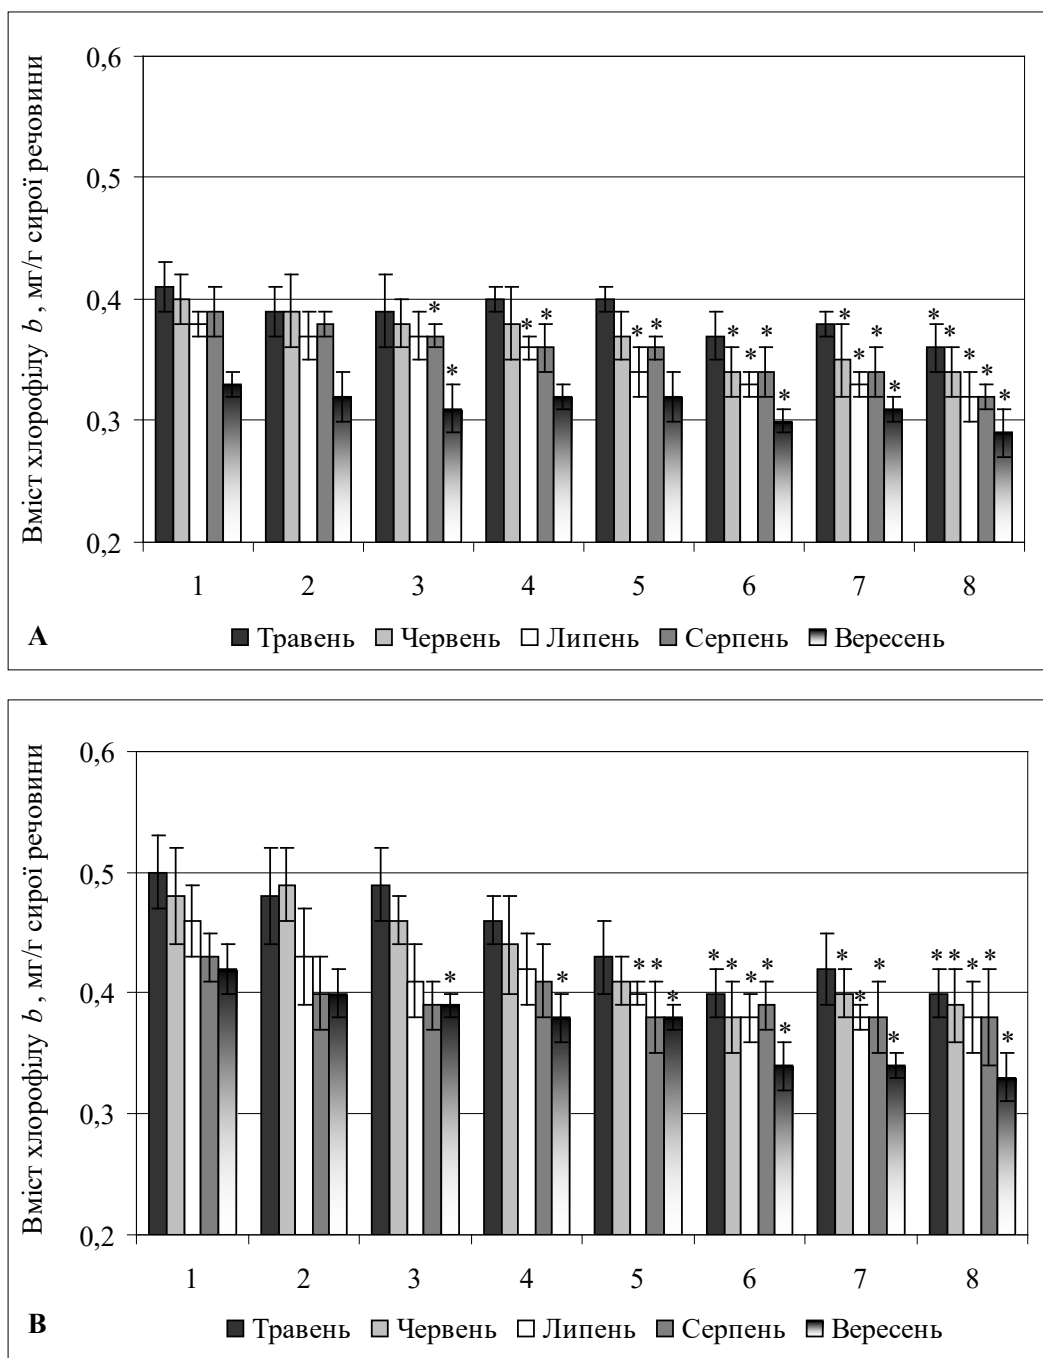 Вміст хлорофілу b, мг/г сирої речовини
0,6
0,5
0,4
0,3
0,2
* * * * * * * * * * * * * * * * * * * *
1 2 3 4 5 6 7 8
А
Травень Червень Липень Серпень Вересень
Вміст хлорофілу b, мг/г сирої речовини
0,6
0,5
0,4
0,3
0,2
* * * * * * * * * * * * * * * * * * *
1 2 3 4 5 6 7 8
В
Травень Червень Липень Серпень Вересень